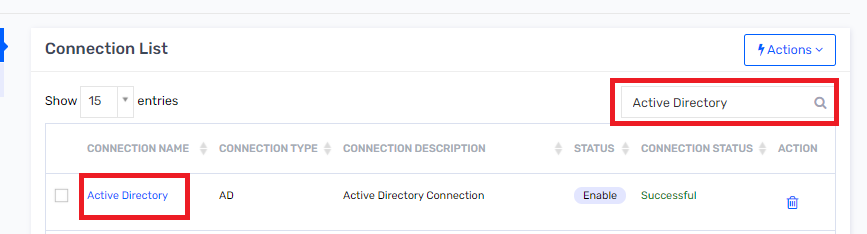 Connection List
Actions
Show 15 entries
Active Directory
CONNECTION NAME CONNECTION TYPE CONNECTION DESCRIPTION STATUS CONNECTION STATUS ACTION
Active Directory AD Active Directory Connection Enable Successful